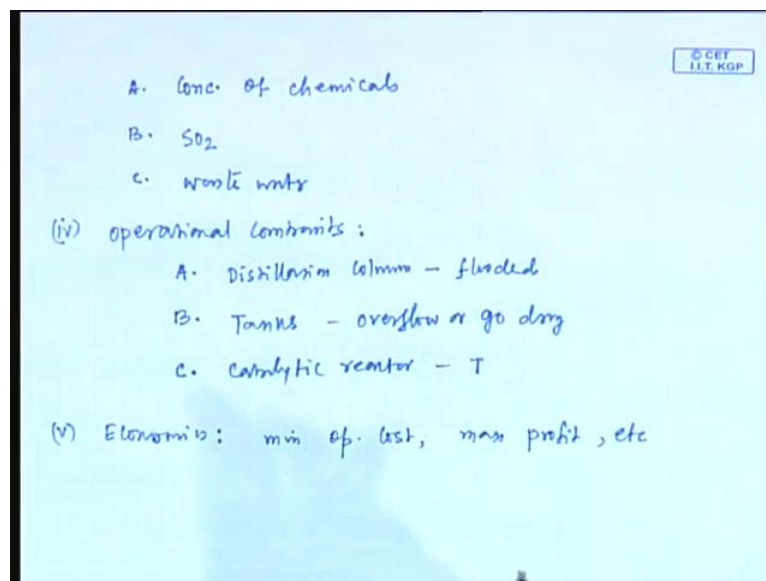 © CET
I.I.T. KGP
A. Conc. of chemicals
B. SO2
C. Waste water
(iv) Operational constraints:
A. Distillation column - flooded
B. Tanks - overflow or go dry
C. Catalytic reactor - T
(v) Economics: min op. cost, max profit, etc